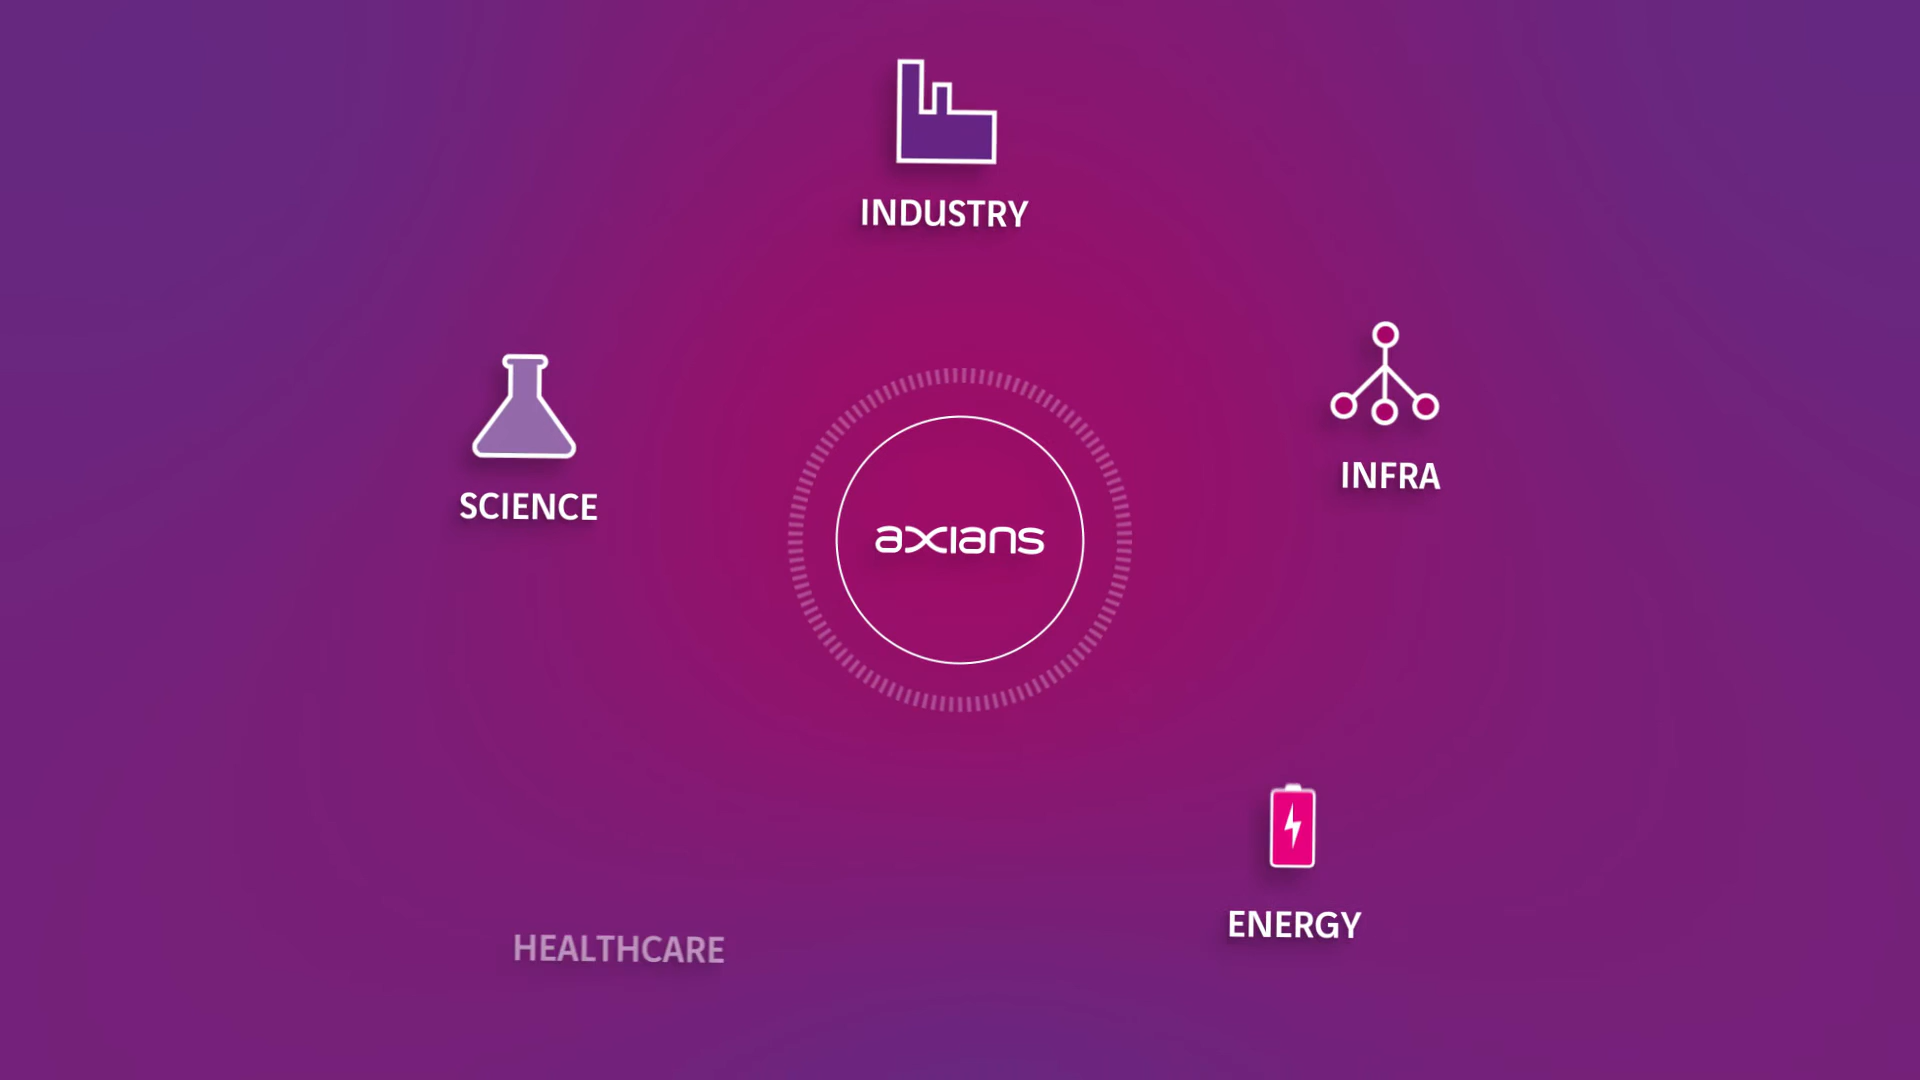 INDUSTRY
INFRA
SCIENCE
axians
ENERGY
HEALTHCARE